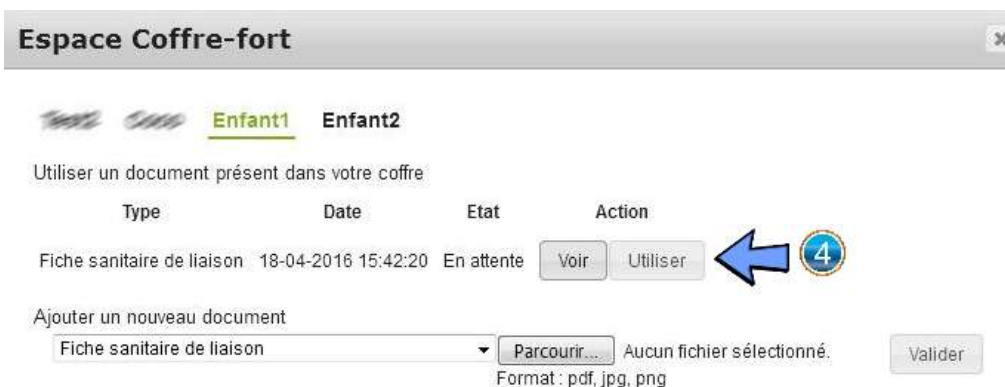 Espace Coffre-fort
Enfant1 Enfant2
Utiliser un document présent dans votre coffre
Type Date Etat Action
Fiche sanitaire de liaison 18-04-2016 15:42:20 En attente Voir Utiliser 4
Ajouter un nouveau document
Fiche sanitaire de liaison Parcourir... Aucun fichier sélectionné. Valider
Format : pdf, jpg, png